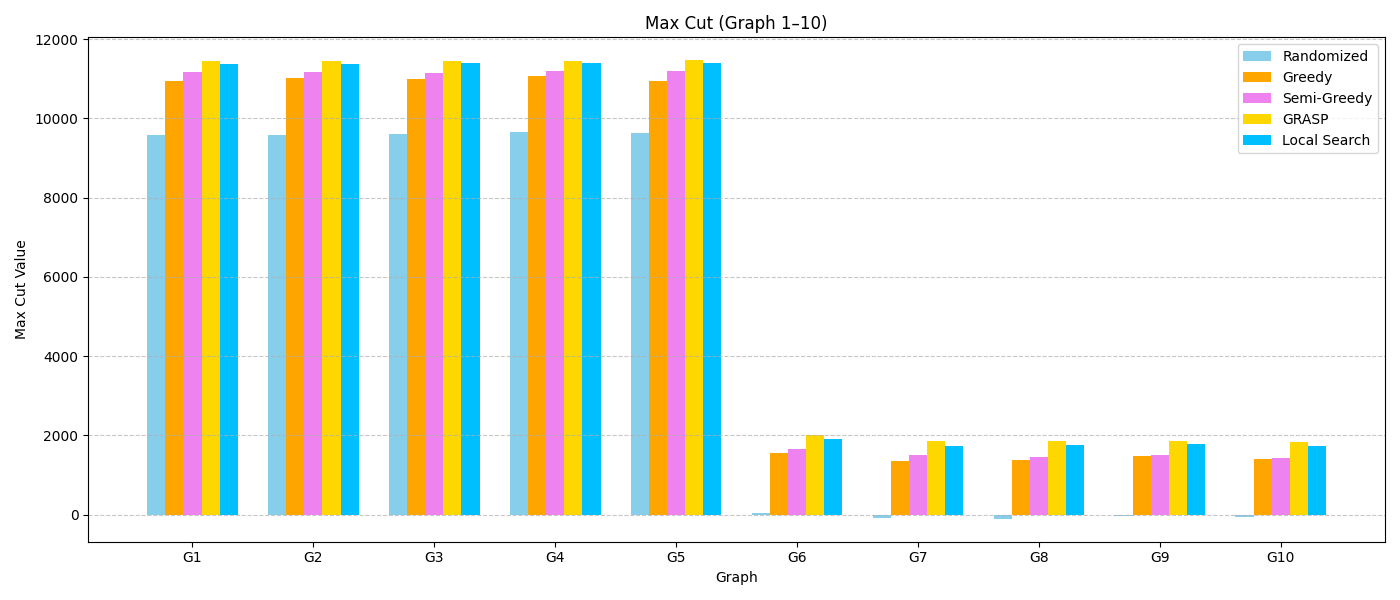 Max Cut (Graph 1–10)
12000
10000
8000
6000
4000
2000
0
Max Cut Value
Randomized
Greedy
Semi-Greedy
GRASP
Local Search
G1 G2 G3 G4 G5 G6 G7 G8 G9 G10
Graph